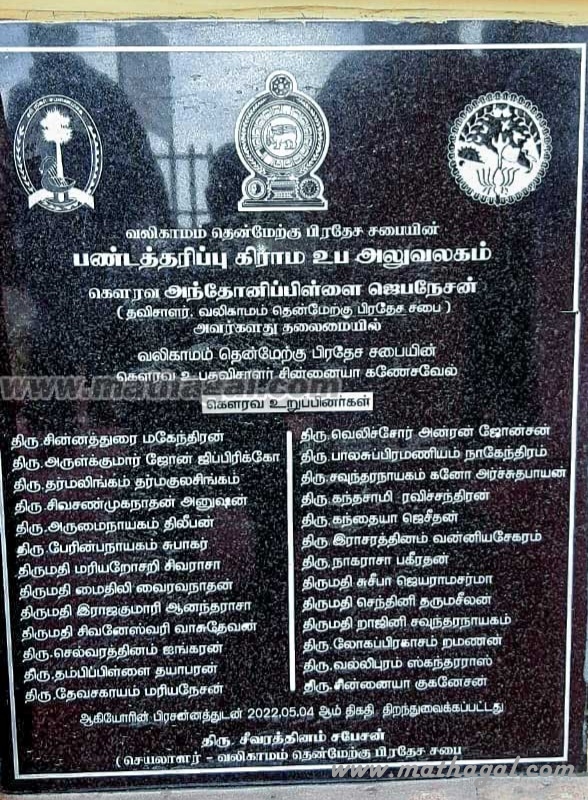 வலிகாமம் தென்மேற்கு பிரதேச சபையின்
பண்டத்தரிப்பு கிராம உப அலுவலகம்
கௌரவ அந்தோனிப்பிள்ளை ஜெபநேசன்
( தவிசாளர். வலிகாமம் தென்மேற்கு பிரதேச சபை )
அவர்களது தலைமையில்
வலிகாமம் தென்மேற்கு பிரதேச சபையின்
கௌரவ உபதவிசாளர் சின்னையா கணேசவேல்
www.mathagal.com
கௌரவ உறுப்பினர்கள்
திரு.சின்னத்துரை மகேந்திரன்
திரு.அருள்க்குமார் ஜோன் ஜிப்பிரிக்கோ
திரு.தர்மலிங்கம் தர்மகுலசிங்கம்
திரு.சிவசண்முகநாதன் அனுஷன்
திரு.அருமைநாயகம் திலீபன்
திரு.பேரின்பநாயகம் சுபாகர்
திருமதி மரியறோசறி சிவராசா
திருமதி மைதிலி வைரவநாதன்
திருமதி இராஜகுமாரி ஆனந்தராசா
திருமதி சிவனேஸ்வரி வாசுதேவன்
திரு.செல்வரத்தினம் ஐங்கரன்
திரு.தம்பிப்பிள்ளை தயாபரன்
திரு.தேவசகாயம் மரியநேசன்
திரு.வெலிச்சோர் அன்ரன் ஜோன்சன்
திரு.பாலசுப்பிரமணியம் நாகேந்திரம்
திரு.சவுந்தரநாயகம் கனோ அர்ச்சுதபாயன்
திரு.கந்தசாமி ரவிச்சந்திரன்
திரு.கந்தையா ஜெசீதன்
திரு இராசரத்தினம் வன்னியசேகரம்
திரு.நாகராசா பகீரதன்
திருமதி சுசீபா ஜெயராமசர்மா
திருமதி செந்தினி தருமசீலன்
திருமதி றாஜினி சவுந்தரநாயகம்
திரு.லோகப்பிரகாசம் றமணன்
திரு.வல்லிபுரம் ஸ்கந்தராஸ்
திரு.சின்னையா குகனேசன்
ஆகியோரின் பிரசன்னத்துடன் 2022.05.04 ஆம் திகதி திறந்துவைக்கப்பட்டது
திரு. சீவரத்தினம் சபேசன்
( செயலாளர் - வலிகாமம் தென்மேற்கு பிரதேச சபை
www.mathagal.com